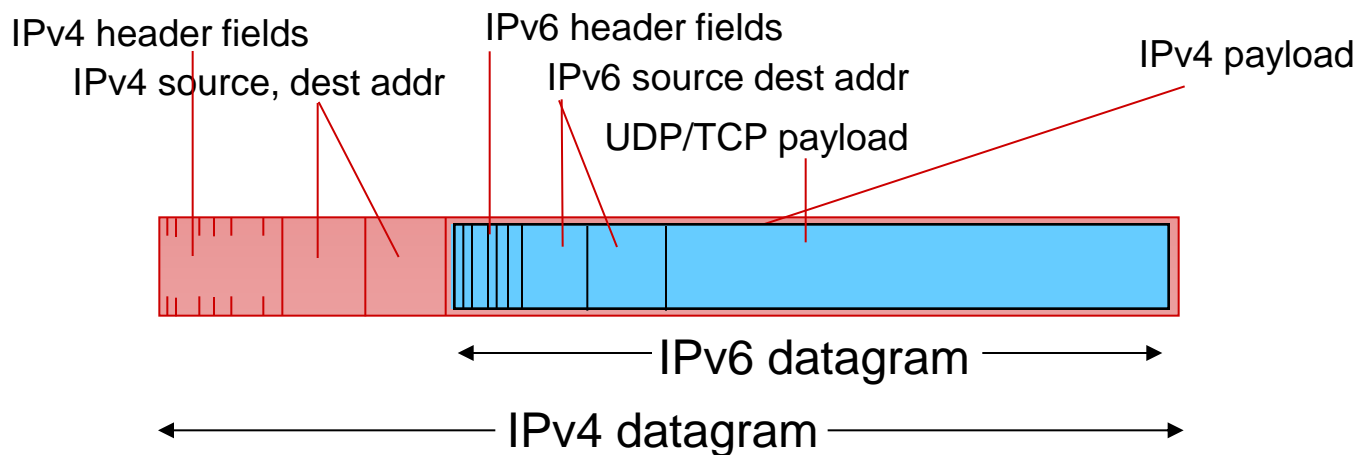 IPv4 header fields
IPv6 header fields
IPv4 payload
IPv4 source, dest addr
IPv6 source dest addr
UDP/TCP payload
IPv6 datagram
IPv4 datagram